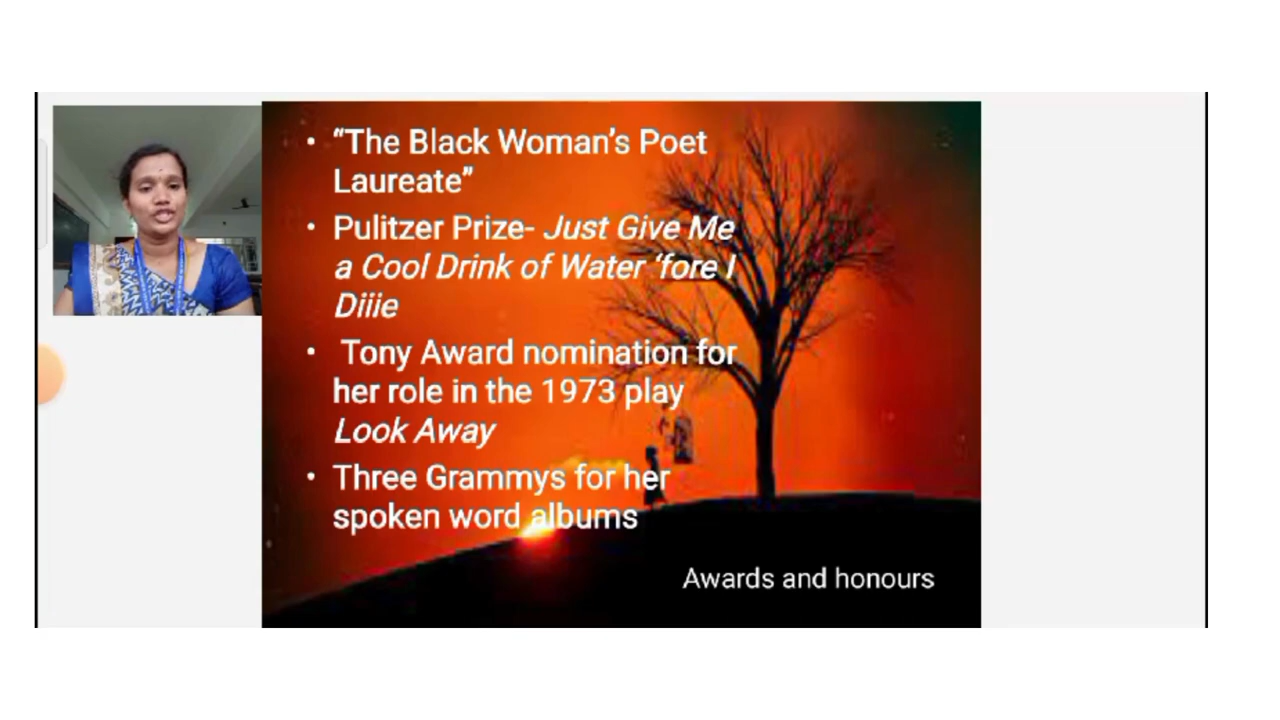 • “The Black Woman’s Poet
Laureate”
• Pulitzer Prize- Just Give Me
a Cool Drink of Water ‘fore I
Diiie
• Tony Award nomination for
her role in the 1973 play
Look Away
• Three Grammys for her
spoken word albums
Awards and honours